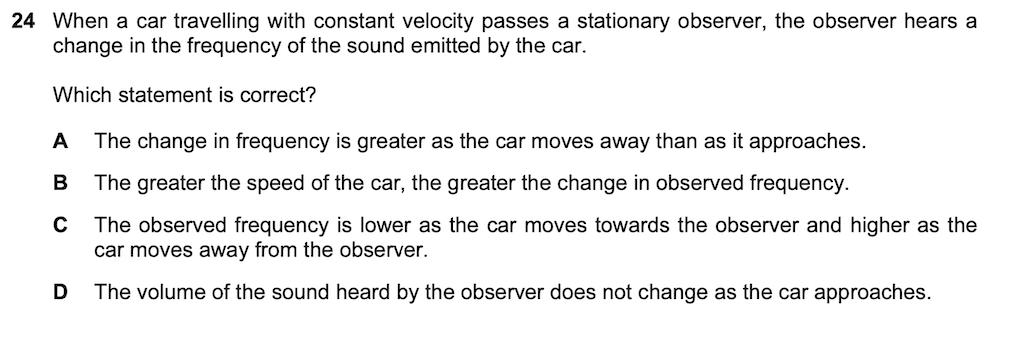 24 When a car travelling with constant velocity passes a stationary observer, the observer hears a
change in the frequency of the sound emitted by the car.
Which statement is correct?
A The change in frequency is greater as the car moves away than as it approaches.
B The greater the speed of the car, the greater the change in observed frequency.
C The observed frequency is lower as the car moves towards the observer and higher as the
car moves away from the observer.
D The volume of the sound heard by the observer does not change as the car approaches.